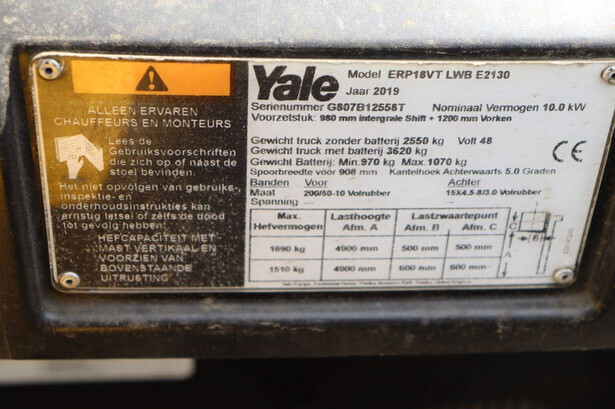 ALLEEN ERVAREN
CHAUFFEURS EN MONTEURS
Lees de
Gebruiksvoorschriften
die zich op of naast de
stoel bevinden.
Het niet opvolgen van gebruiks-
inspektie- en
onderhoudsinstrukties kan
ernstig letsel of zelfs de dood
tot gevolg hebben!
HEFCAPACITEIT MET
MAST VERTIKAAL EN
VOORZIEN VAN
BOVENSTAANDE
UITRUSTING
Yale
Model ERP18VT LWB E2130
Jaar 2019
Serienummer G807B12558T Nominaal Vermogen 10.0 kW
Voorzetstuk: 980 mm Intergrale Shift + 1200 mm Vorken
Gewicht truck zonder batterij 2550 kg Volt 48
Gewicht truck met batterij 3620 kg
Gewicht Batterij: Min.970 kg Max 1070 kg
Spoorbreedte vóór 908 mm Kantelhoek Achterwaarts 5.0 Graden
CE
Banden Voor Achter
Maat 200/50-10 Volrubber 15X4.5-8/3.0 Volrubber
Spanning --- ---
Max. Hefvermogen Lasthoogte Afm. A Lastzwaartepunt Afm. B Afm. C
1690 kg 4900 mm 500 mm 500 mm
1510 kg 4900 mm 600 mm 600 mm
C
B
A